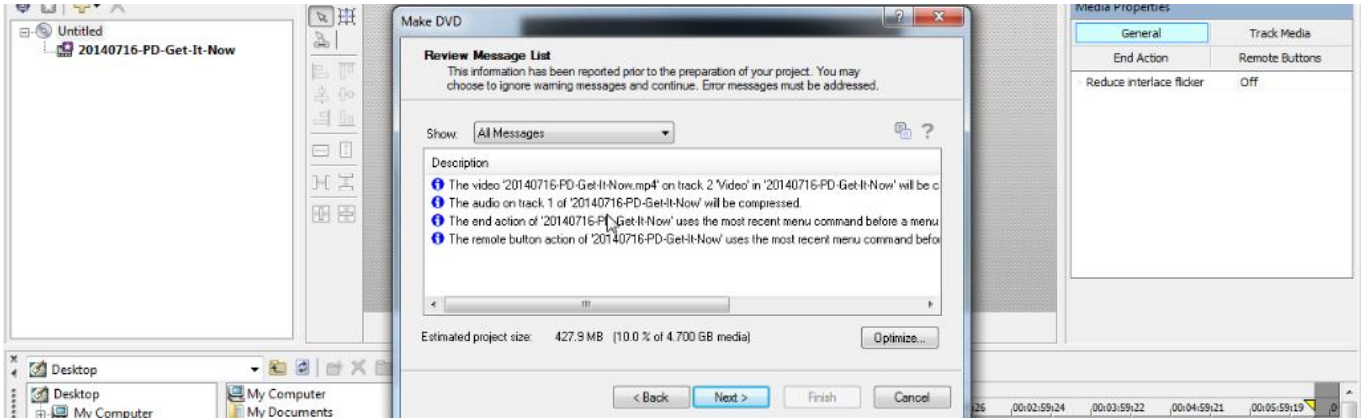 Untitled
20140716-PD-Get-It-Now
Make DVD
Review Message List
This information has been reported prior to the preparation of your project. You may
choose to ignore warning messages and continue. Error messages must be addressed.
Show: All Messages
Description
The video '20140716-PD-Get-It-Now.mp4' on track 2 'Video' in '20140716-PD-Get-It-Now' will be c
The audio on track 1 of '20140716-PD-Get-It-Now' will be compressed.
The end action of '20140716-PD-Get-It-Now' uses the most recent menu command before a menu
The remote button action of '20140716-PD-Get-It-Now' uses the most recent menu command befor
Estimated project size: 427.9 MB (10.0 % of 4.700 GB media)
Optimize...
< Back Next > Finish Cancel
Media Properties
General Track Media
End Action Remote Buttons
Reduce interlace flicker Off
Desktop
Desktop
My Computer
My Computer
My Documents
26 00:02:59;24 00:03:59;22 00:04:59;21 00:05:59;19